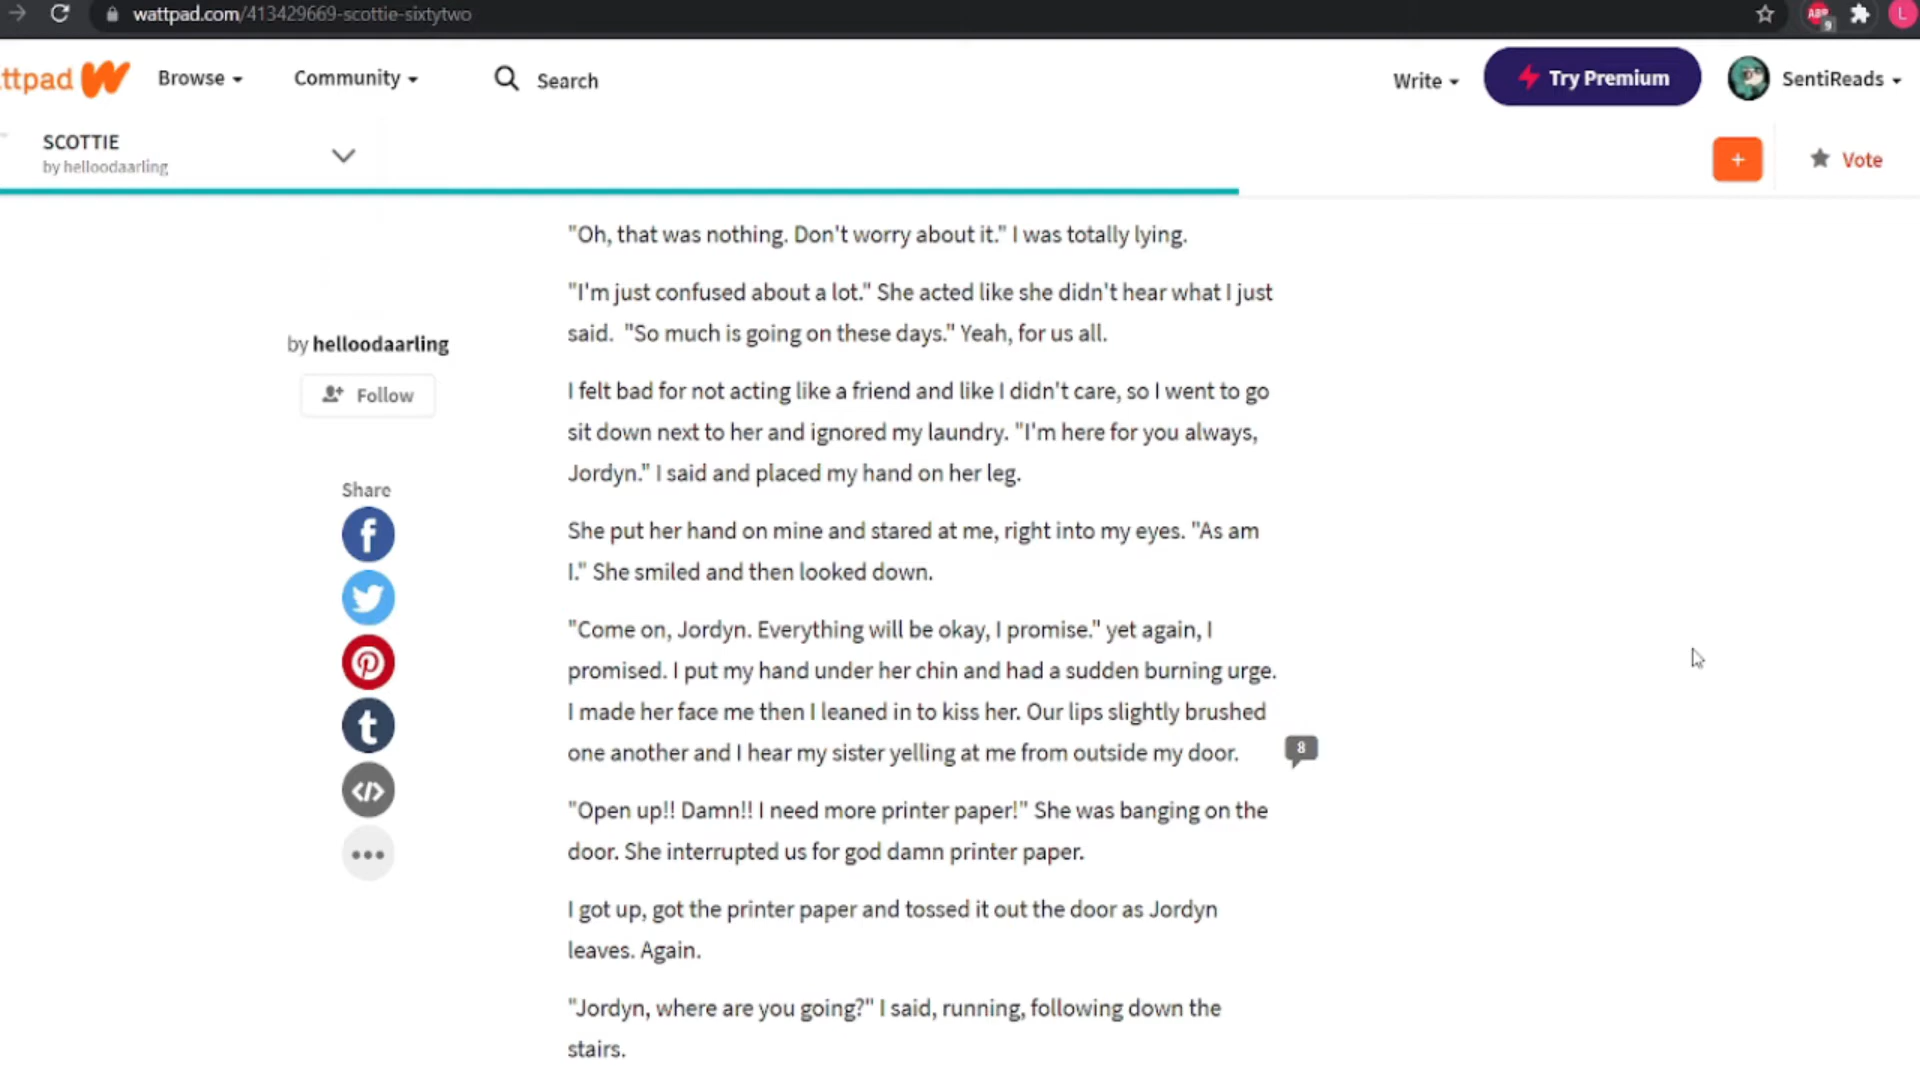 wattpad.com/413429669-scottie-sixtytwo
ABP
9
L
ttpad
Browse
Community
Search
Write
Try Premium
SentiReads
SCOTTIE
by helloodaarling
+
Vote
"Oh, that was nothing. Don't worry about it." I was totally lying.
"I'm just confused about a lot." She acted like she didn't hear what I just
said.  "So much is going on these days." Yeah, for us all.
by helloodaarling
Follow
I felt bad for not acting like a friend and like I didn't care, so I went to go
sit down next to her and ignored my laundry. "I'm here for you always,
Jordyn." I said and placed my hand on her leg.
Share
She put her hand on mine and stared at me, right into my eyes. "As am
I." She smiled and then looked down.
"Come on, Jordyn. Everything will be okay, I promise." yet again, I
promised. I put my hand under her chin and had a sudden burning urge.
I made her face me then I leaned in to kiss her. Our lips slightly brushed
one another and I hear my sister yelling at me from outside my door.
8
"Open up!! Damn!! I need more printer paper!" She was banging on the
door. She interrupted us for god damn printer paper.
I got up, got the printer paper and tossed it out the door as Jordyn
leaves. Again.
"Jordyn, where are you going?" I said, running, following down the
stairs.